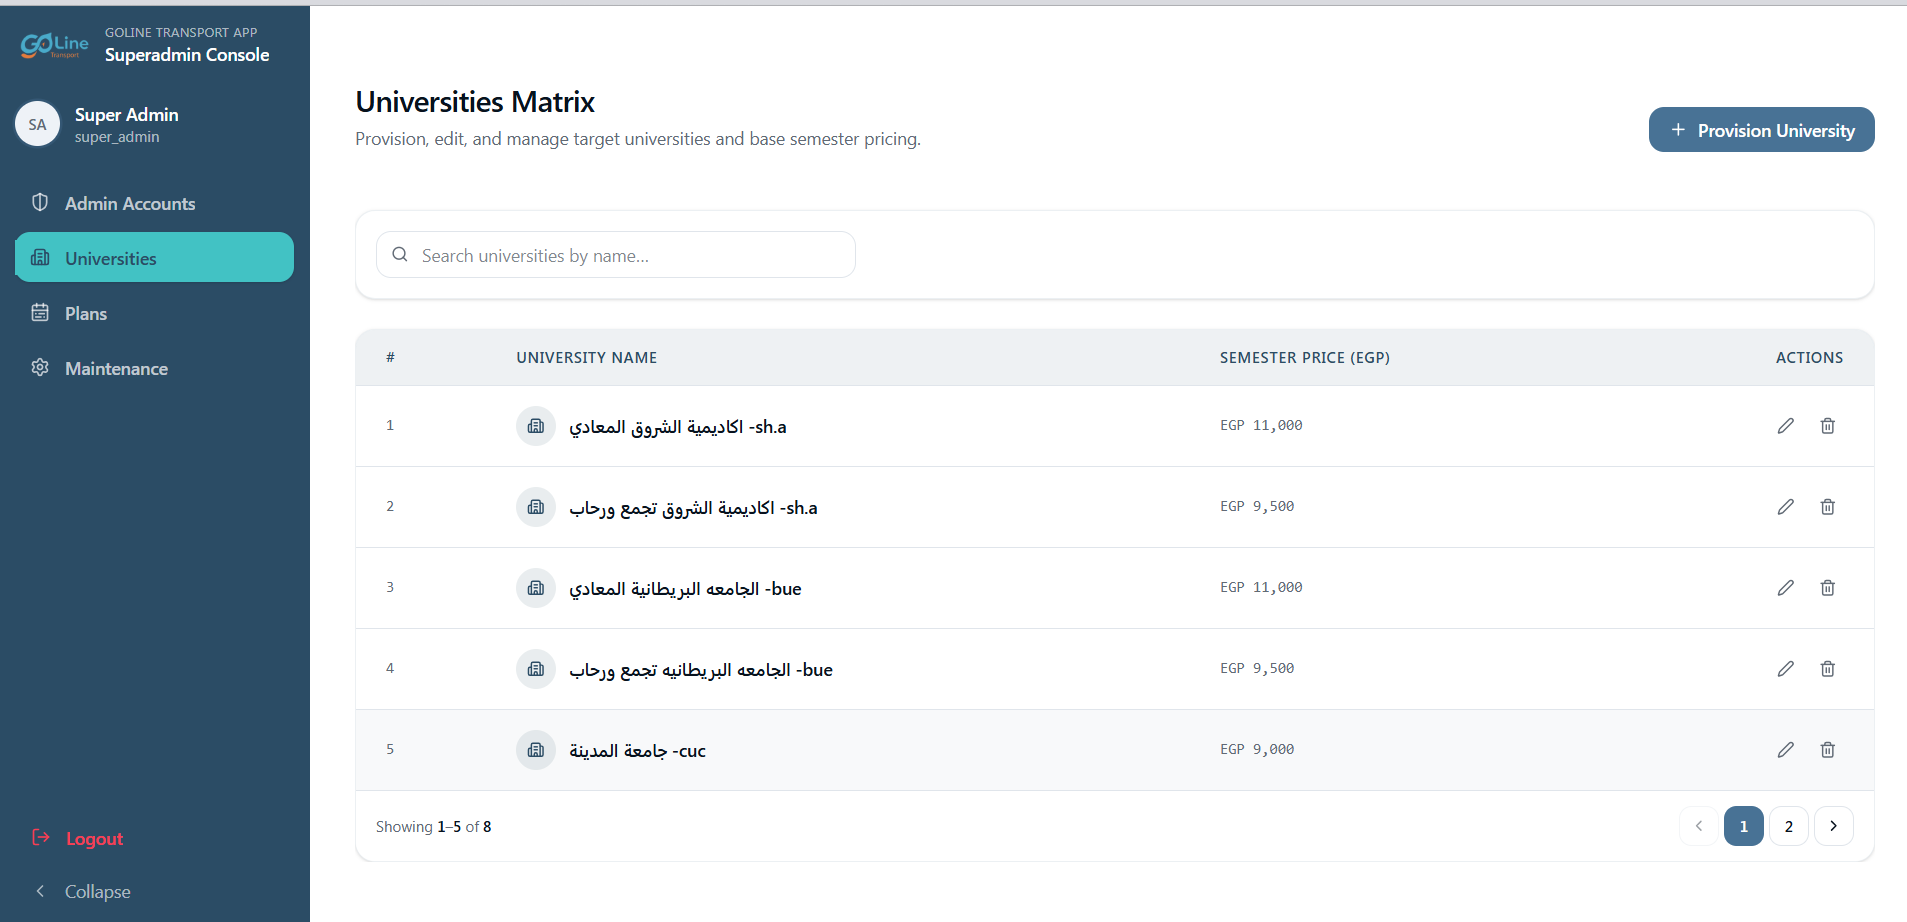 GOLine
Transport
GOLINE TRANSPORT APP
Superadmin Console
SA
Super Admin
super_admin
Admin Accounts
Universities
Plans
Maintenance
Logout
Collapse
Universities Matrix
Provision, edit, and manage target universities and base semester pricing.
+ Provision University
Search universities by name...
# UNIVERSITY NAME SEMESTER PRICE (EGP) ACTIONS
1 اكاديمية الشروق المعادي -sh.a EGP 11,000
2 اكاديمية الشروق تجمع ورحاب -sh.a EGP 9,500
3 الجامعه البريطانية المعادي -bue EGP 11,000
4 الجامعه البريطانيه تجمع ورحاب -bue EGP 9,500
5 جامعة المدينة -cuc EGP 9,000
Showing 1–5 of 8
1 2